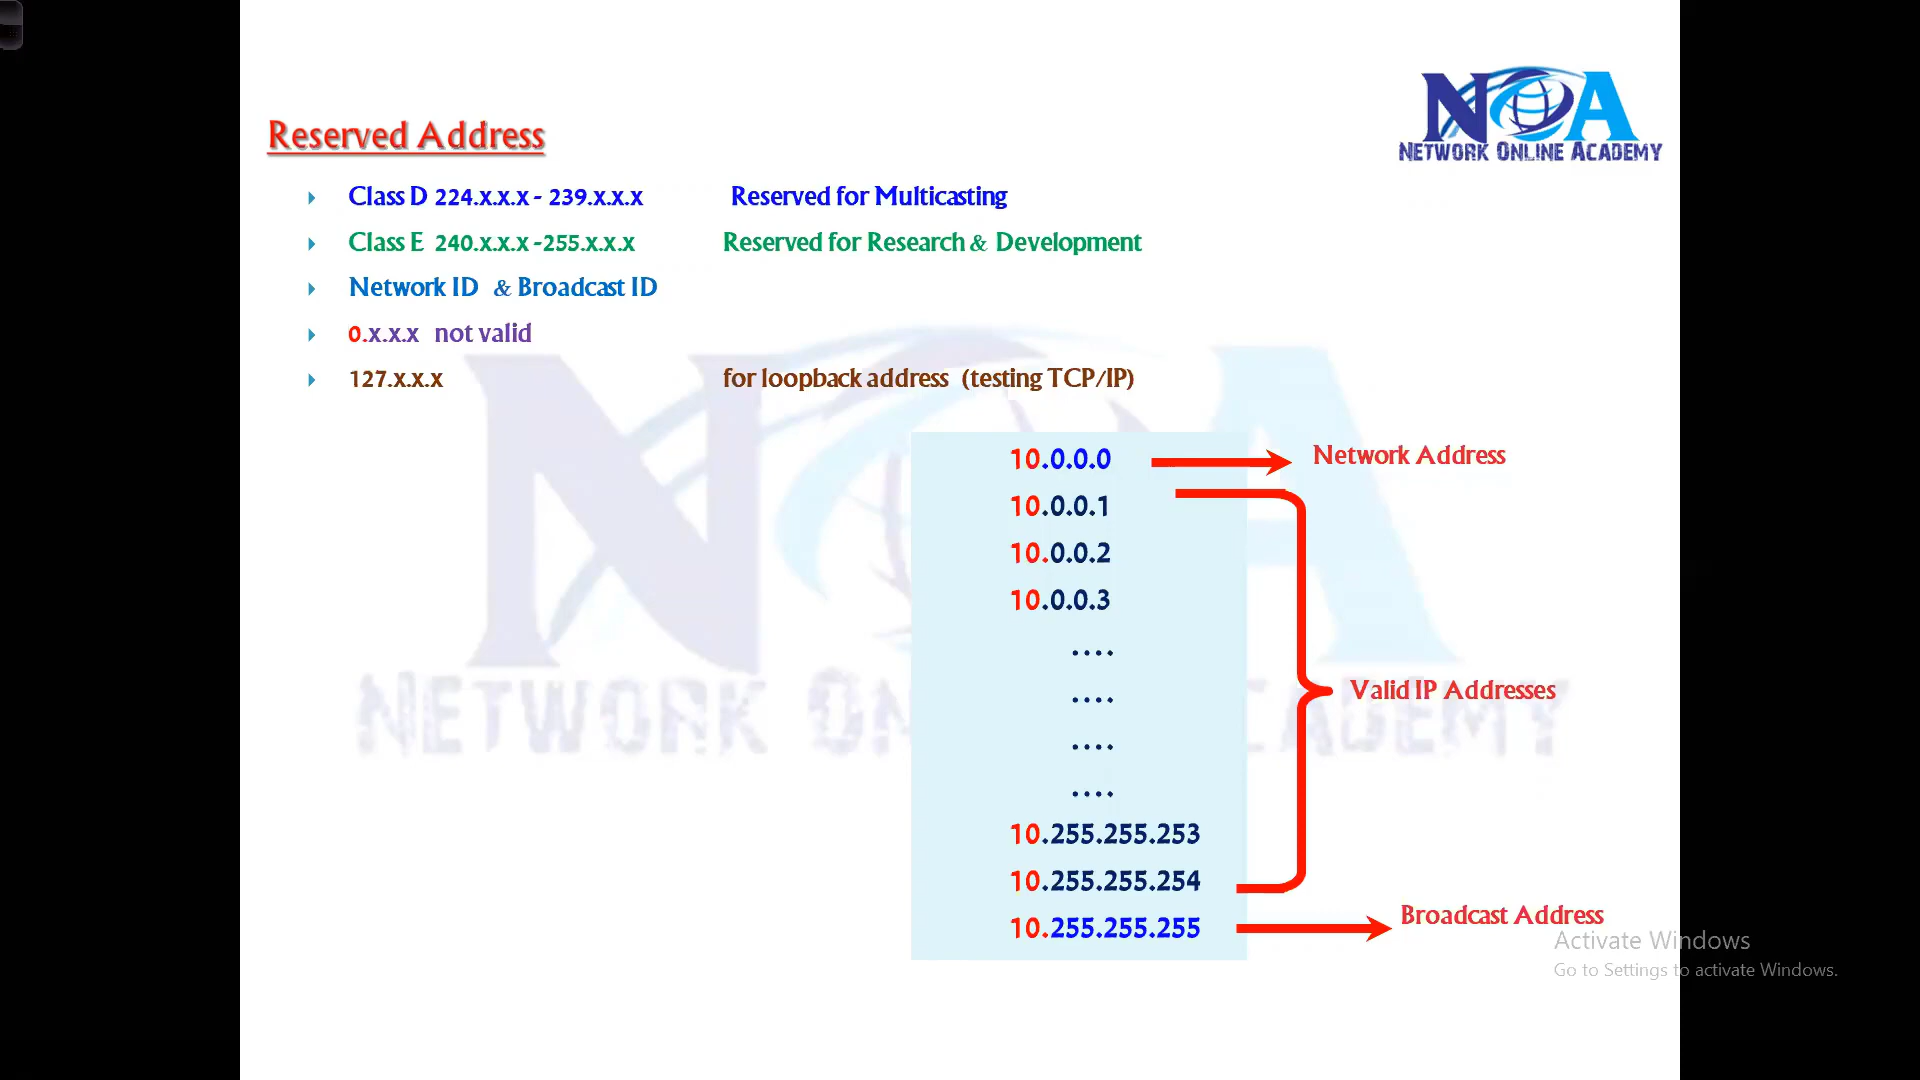 NOA
NETWORK ONLINE ACADEMY
Reserved Address
Class D 224.x.x.x - 239.x.x.x Reserved for Multicasting
Class E 240.x.x.x -255.x.x.x Reserved for Research & Development
Network ID & Broadcast ID
0.x.x.x not valid
127.x.x.x for loopback address (testing TCP/IP)
10.0.0.0 Network Address
10.0.0.1
10.0.0.2
10.0.0.3
....
....
Valid IP Addresses
....
....
10.255.255.253
10.255.255.254
10.255.255.255 Broadcast Address
Activate Windows
Go to Settings to activate Windows.